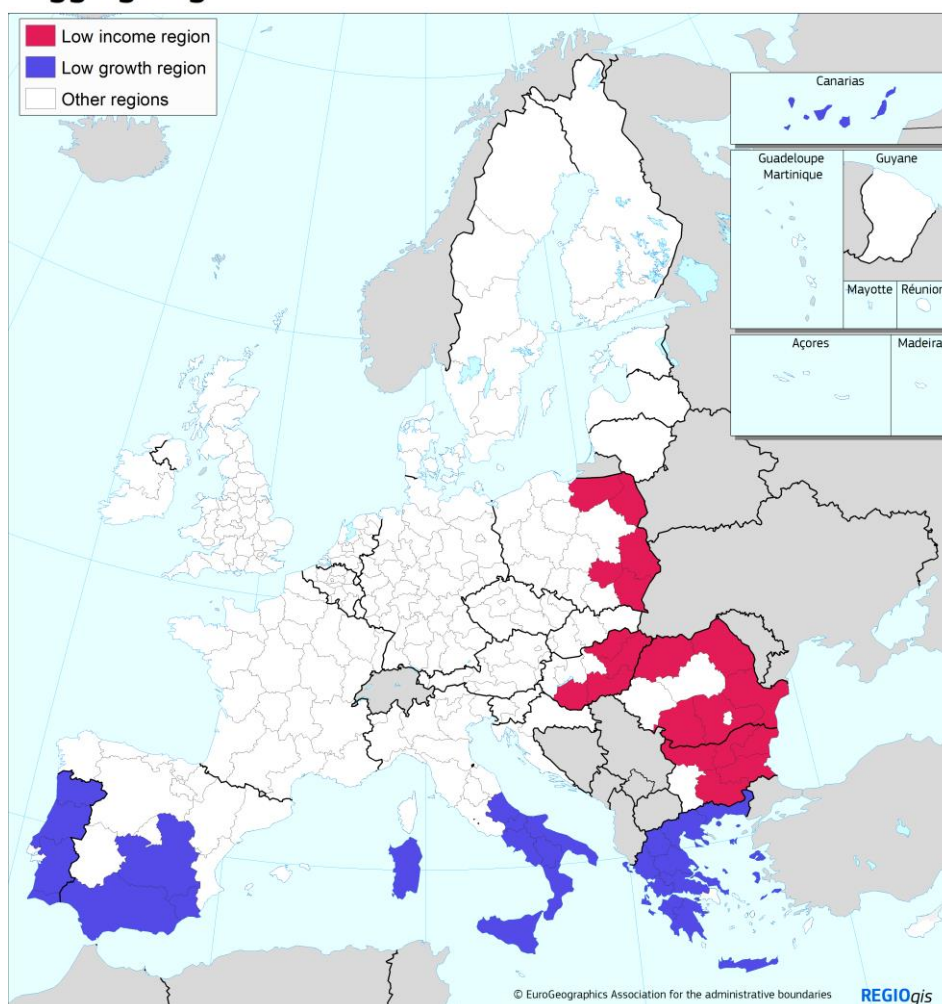 Low income region
Low growth region
Other regions
Canarias
Guadeloupe
Martinique
Guyane
Mayotte
Réunion
Açores
Madeira
© EuroGeographics Association for the administrative boundaries
REGIOgis